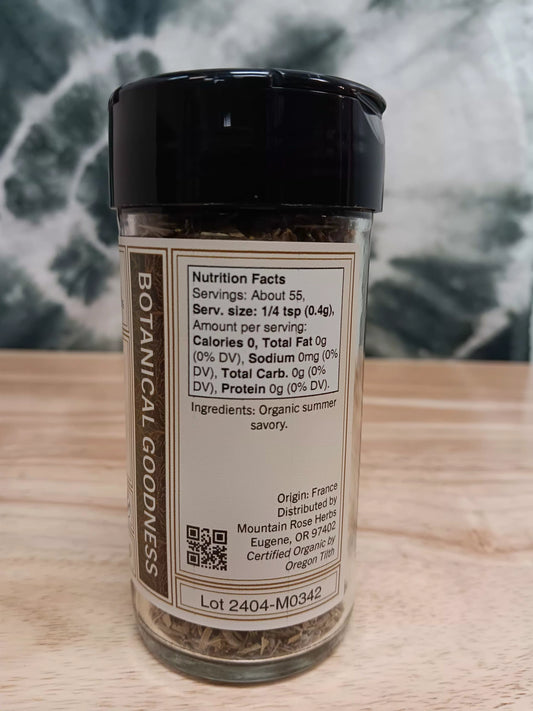 BOTANICAL GOODNESS
Nutrition Facts
Servings: About 55,
Serv. size: 1/4 tsp (0.4g),
Amount per serving:
Calories 0, Total Fat 0g
(0% DV), Sodium 0mg (0%
DV), Total Carb. 0g (0%
DV), Protein 0g (0% DV).
Ingredients: Organic summer
savory.
Origin: France
Distributed by
Mountain Rose Herbs
Eugene, OR 97402
Certified Organic by
Oregon Tilth
Lot 2404-M0342